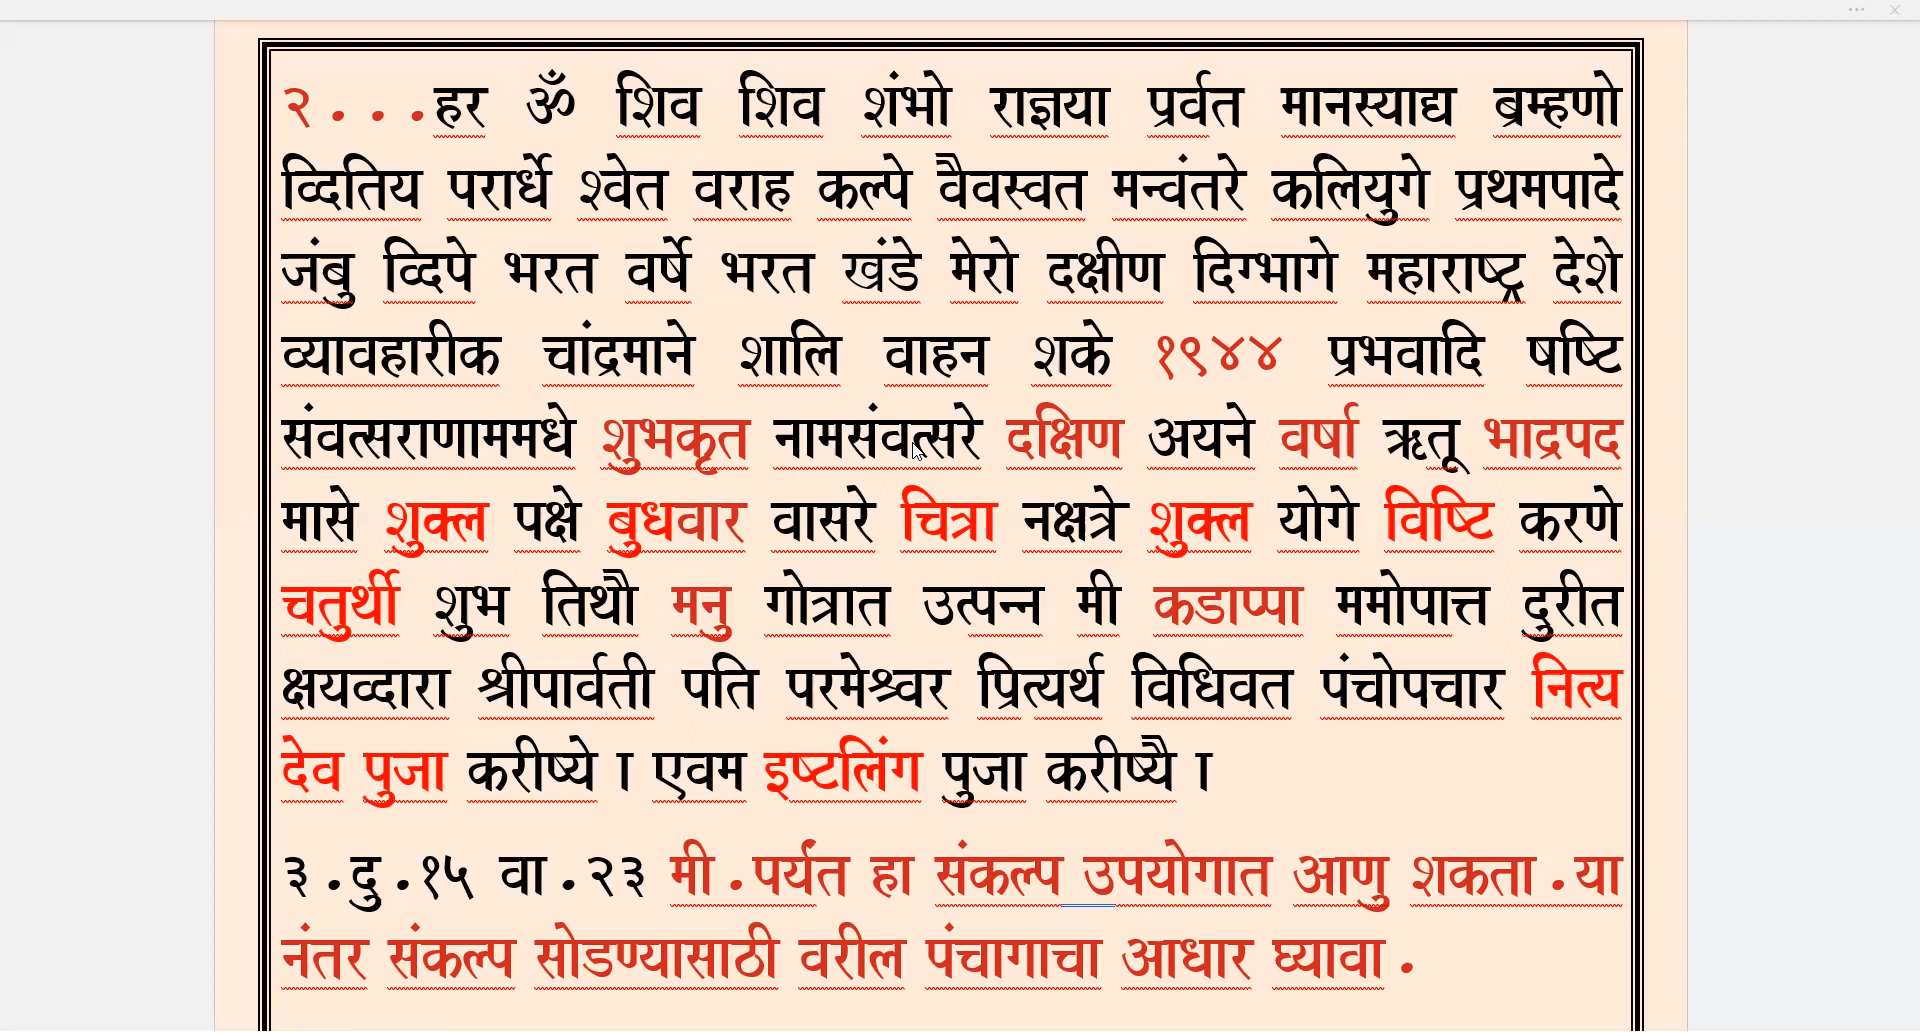 २...हर ॐ शिव शिव शंभो राज्ञया प्रर्वत मानस्याद्य ब्रम्हणो
व्दितिय परार्धे श्वेत वराह कल्पे वैवस्वत मन्वंतरे कलियुगे प्रथमपादे
जंबु व्दिपे भरत वर्षे भरत खंडे मेरो दक्षीण दिग्भागे महाराष्ट्र देशे
व्यावहारीक चांद्रमाने शालि वाहन शके १९४४ प्रभवादि षष्टि
संवत्सराणाममधे शुभकृत नामसंवत्सरे दक्षिण अयने वर्षा ऋतू भाद्रपद
मासे शुक्ल पक्षे बुधवार वासरे चित्रा नक्षत्रे शुक्ल योगे विष्टि करणे
चतुर्थी शुभ तिथौ मनु गोत्रात उत्पन्न मी कडाप्पा ममोपात्त दुरीत
क्षयव्दारा श्रीपार्वती पति परमेश्र्वर प्रित्यर्थ विधिवत पंचोपचार नित्य
देव पुजा करीष्ये । एवम इष्टलिंग पुजा करीष्यै ।
३.दु.१५ वा.२३ मी.पर्यंत हा संकल्प उपयोगात आणु शकता.या
नंतर संकल्प सोडण्यासाठी वरील पंचागाचा आधार घ्यावा.